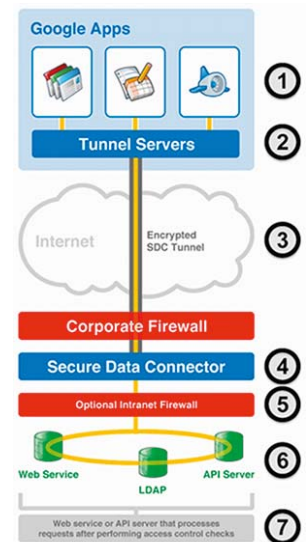 Google Apps
1
Tunnel Servers
2
Internet
Encrypted
SDC Tunnel
3
Corporate Firewall
Secure Data Connector
4
Optional Intranet Firewall
5
6
Web Service
API Server
LDAP
Web service or API server that processes
requests after performing access control checks
7